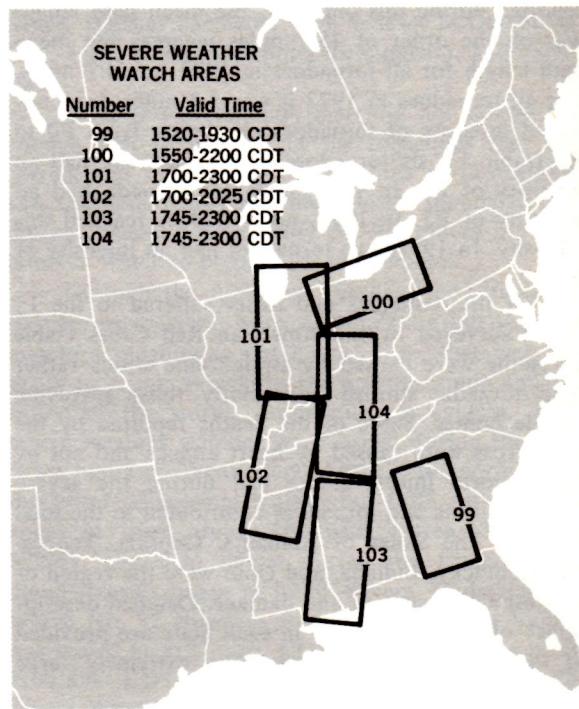 SEVERE WEATHER
WATCH AREAS
Number Valid Time
99 1520-1930 CDT
100 1550-2200 CDT
101 1700-2300 CDT
102 1700-2025 CDT
103 1745-2300 CDT
104 1745-2300 CDT
100
101
104
102
99
103